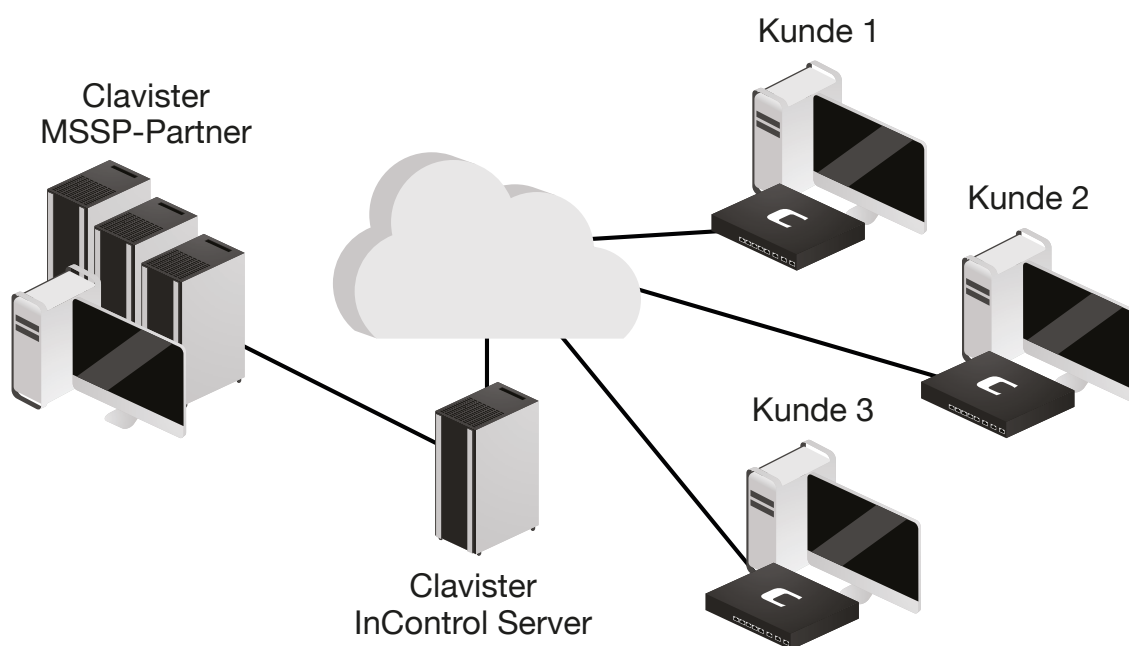 Clavister
MSSP-Partner
Kunde 1
Kunde 2
Kunde 3
Clavister
InControl Server